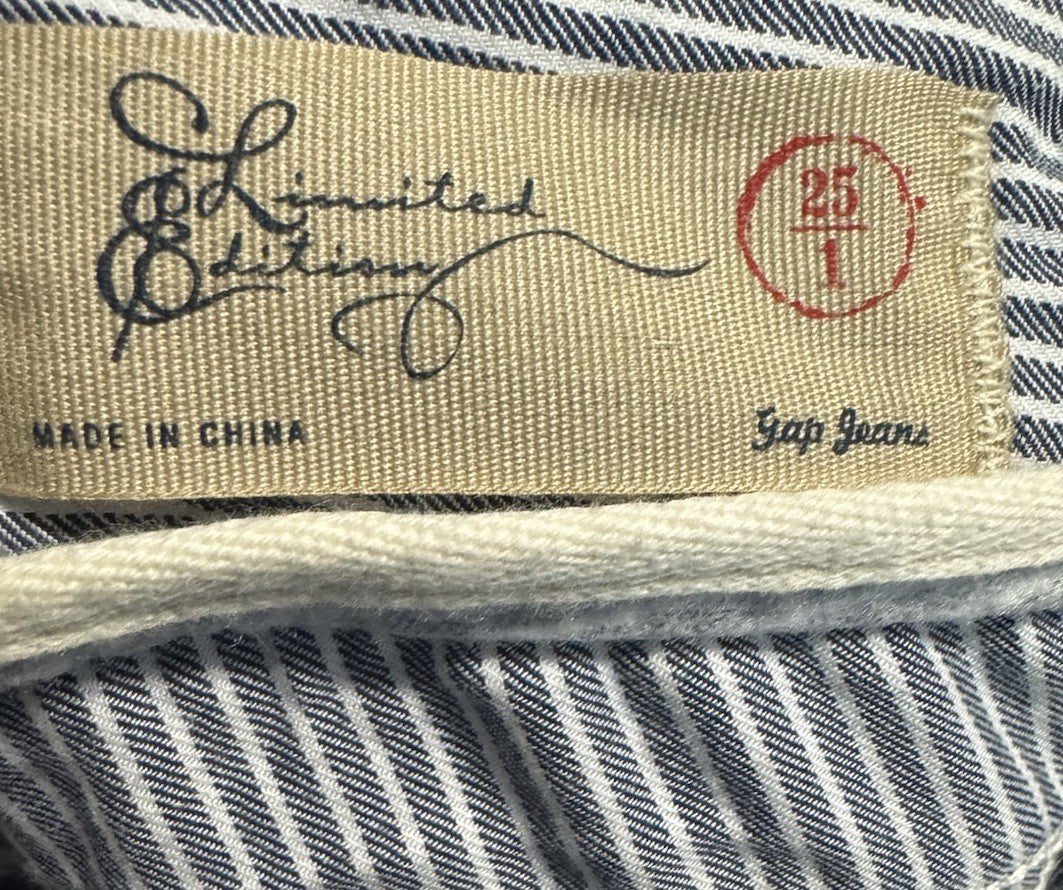 Limited
Edition
25
1
MADE IN CHINA
Gap Jeans